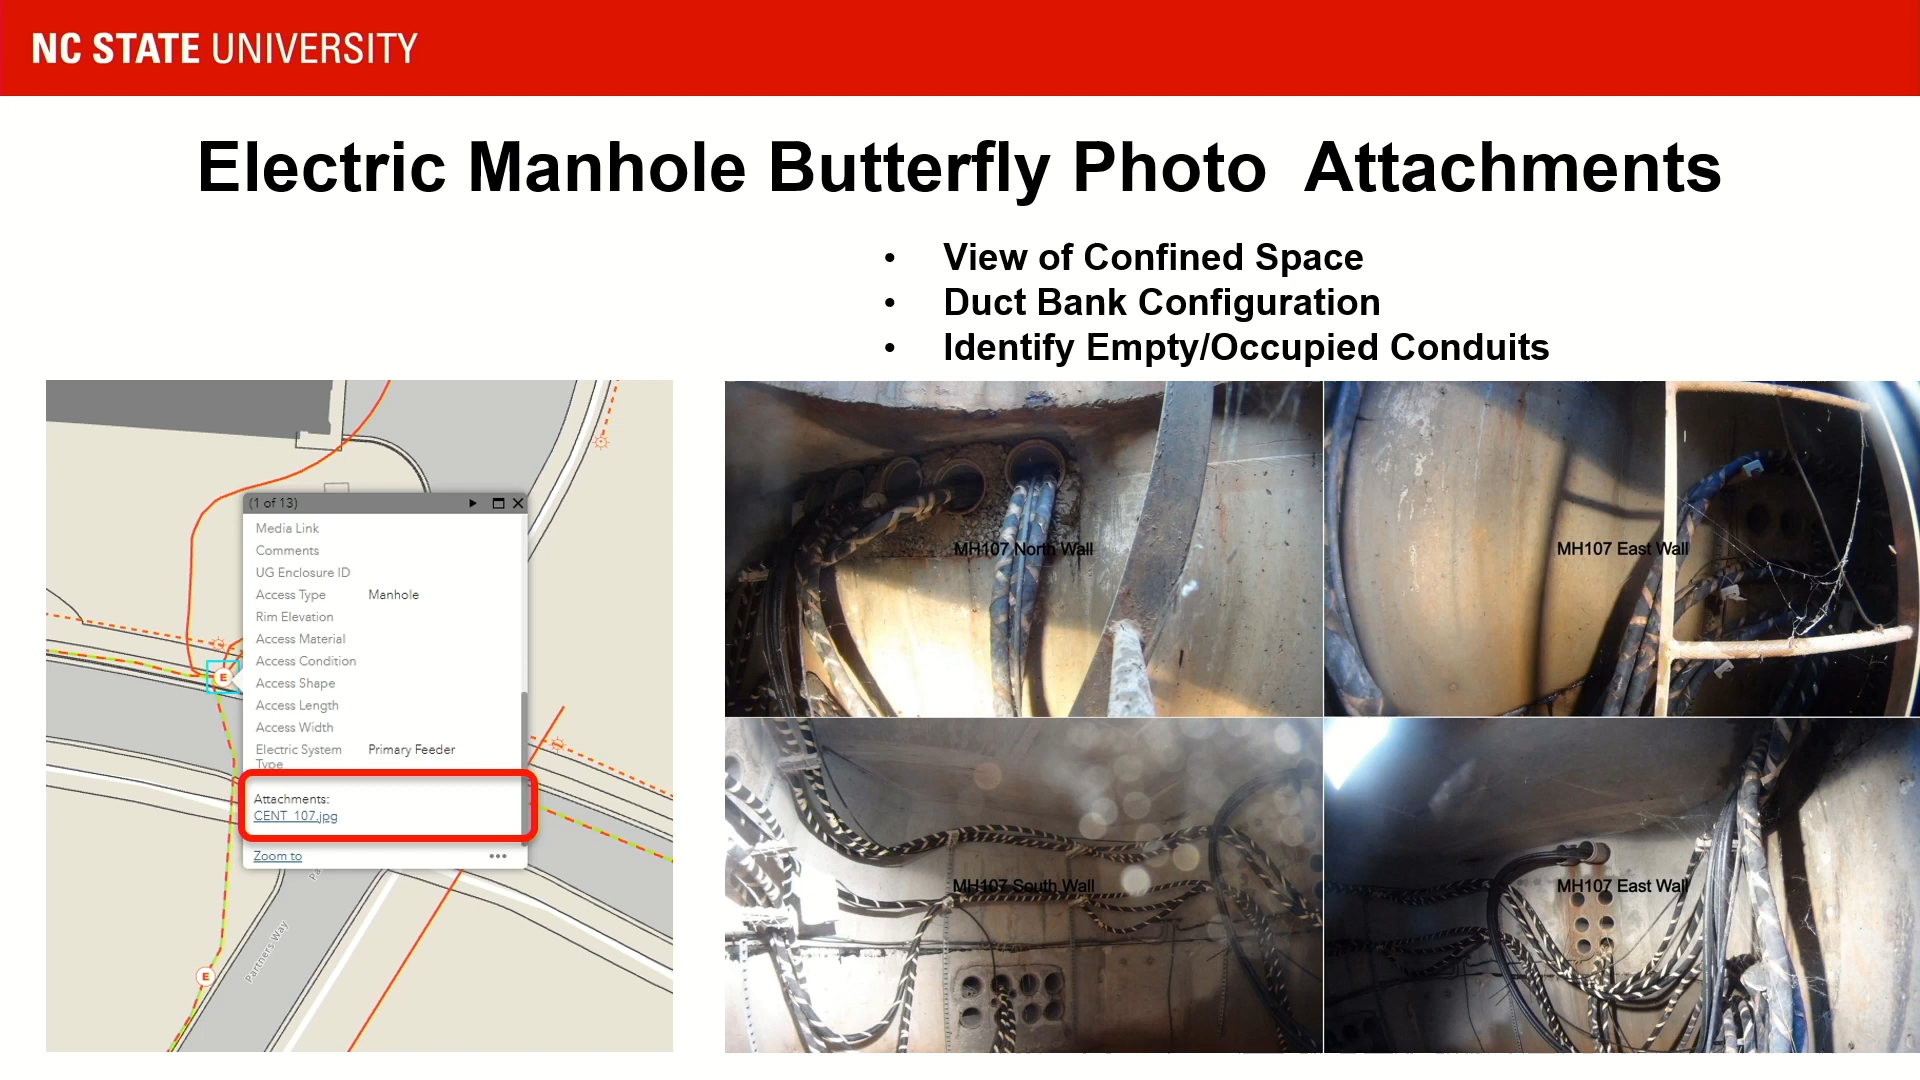 NC STATE UNIVERSITY
Electric Manhole Butterfly Photo Attachments
• View of Confined Space
• Duct Bank Configuration
• Identify Empty/Occupied Conduits
(1 of 13)
Media Link
Comments
UG Enclosure ID
Access Type Manhole
Rim Elevation
Access Material
Access Condition
Access Shape
Access Length
Access Width
Electric System Primary Feeder
Type
Attachments:
CENT_107.jpg
Zoom to
E
E
Pa
Partners Way
MH107 North Wall
MH107 East Wall
MH107 South Wall
MH107 East Wall